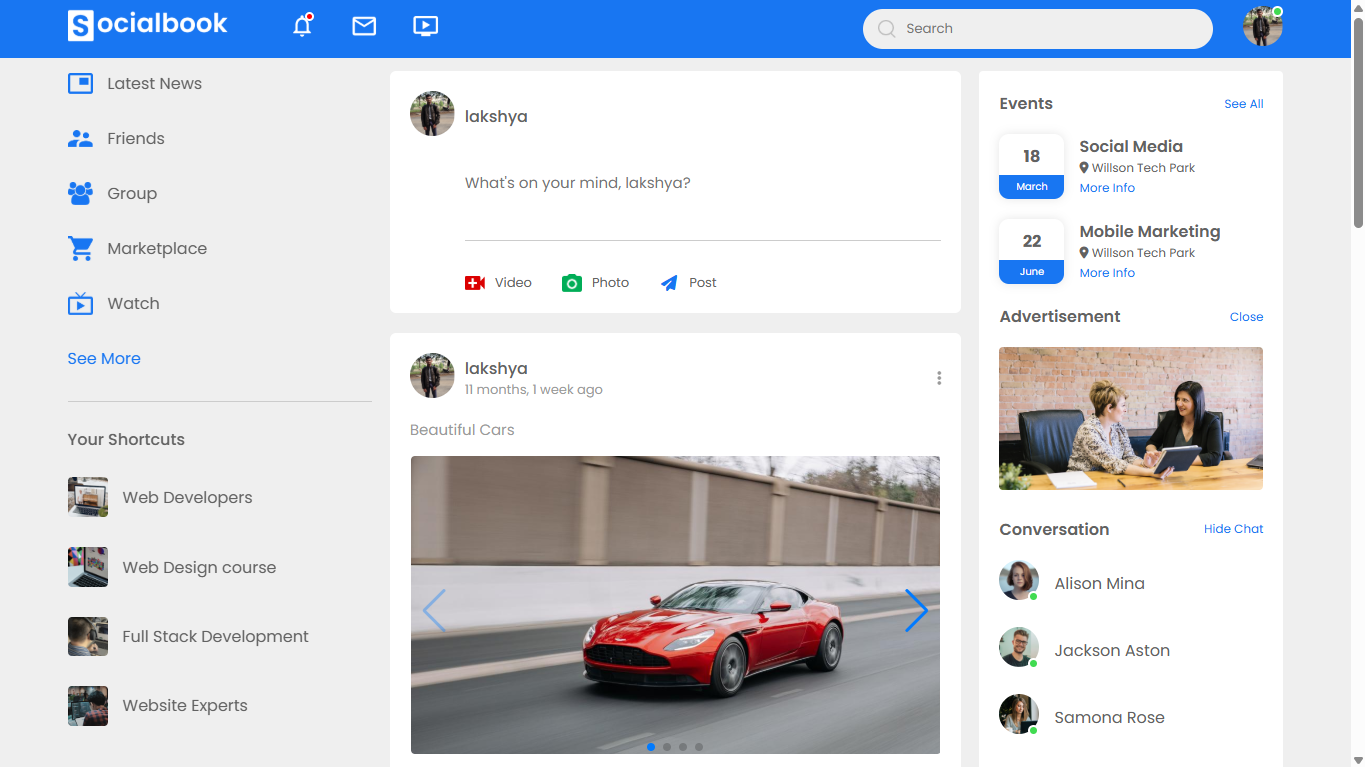 Socialbook
Search
Latest News
Friends
Group
Marketplace
Watch
See More
Your Shortcuts
Web Developers
Web Design course
Full Stack Development
Website Experts
lakshya
What's on your mind, lakshya?
Video
Photo
Post
lakshya
11 months, 1 week ago
Beautiful Cars
Events
See All
18
March
Social Media
Willson Tech Park
More Info
22
June
Mobile Marketing
Willson Tech Park
More Info
Advertisement
Close
Conversation
Hide Chat
Alison Mina
Jackson Aston
Samona Rose